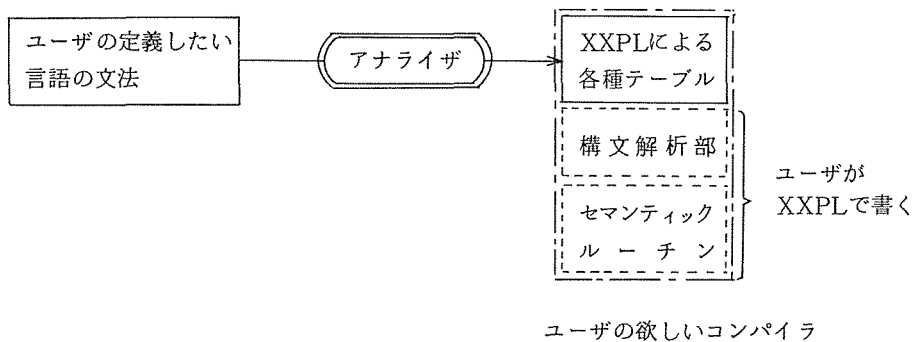 ユーザの定義したい
言語の文法
アナライザ
XXPLによる
各種テーブル
構文解析部
セマンティック
ルーチン
ユーザが
XXPLで書く
ユーザの欲しいコンパイラ